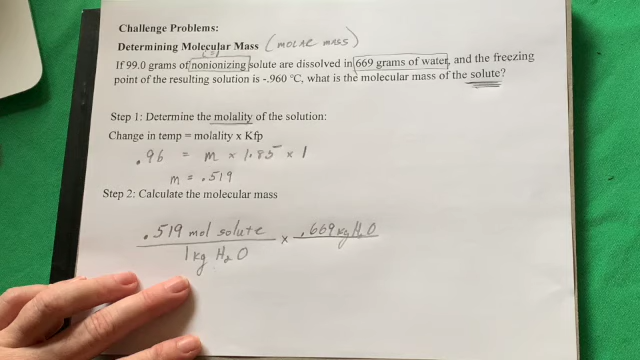 Challenge Problems:
Determining Molecular Mass (MOLAR MASS)
(=1)
If 99.0 grams of nonionizing solute are dissolved in 669 grams of water, and the freezing
point of the resulting solution is -.960 °C, what is the molecular mass of the solute?
Step 1: Determine the molality of the solution:
Change in temp = molality x Kfp
.96 = m x 1.85 x 1
m = .519
Step 2: Calculate the molecular mass
.519 mol solute x .669 kg H2O
1 kg H2O